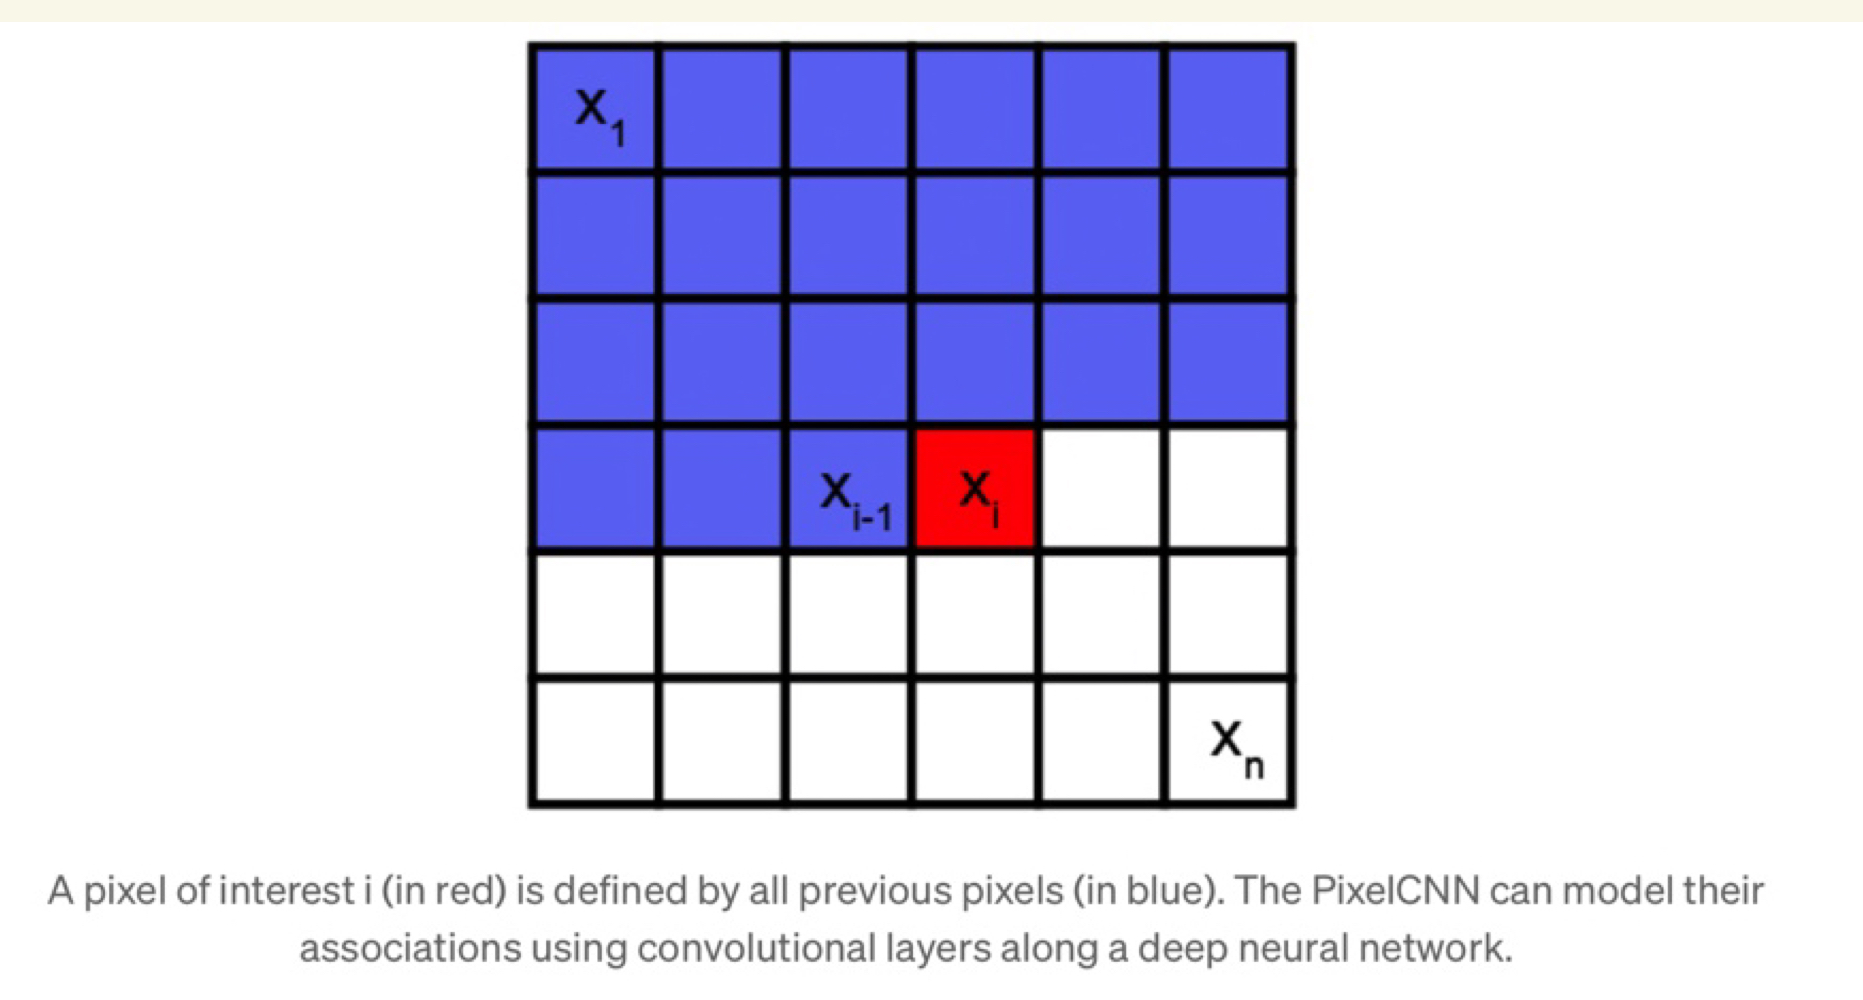 X1
Xi-1 Xi
Xn
A pixel of interest i (in red) is defined by all previous pixels (in blue). The PixelCNN can model their
associations using convolutional layers along a deep neural network.